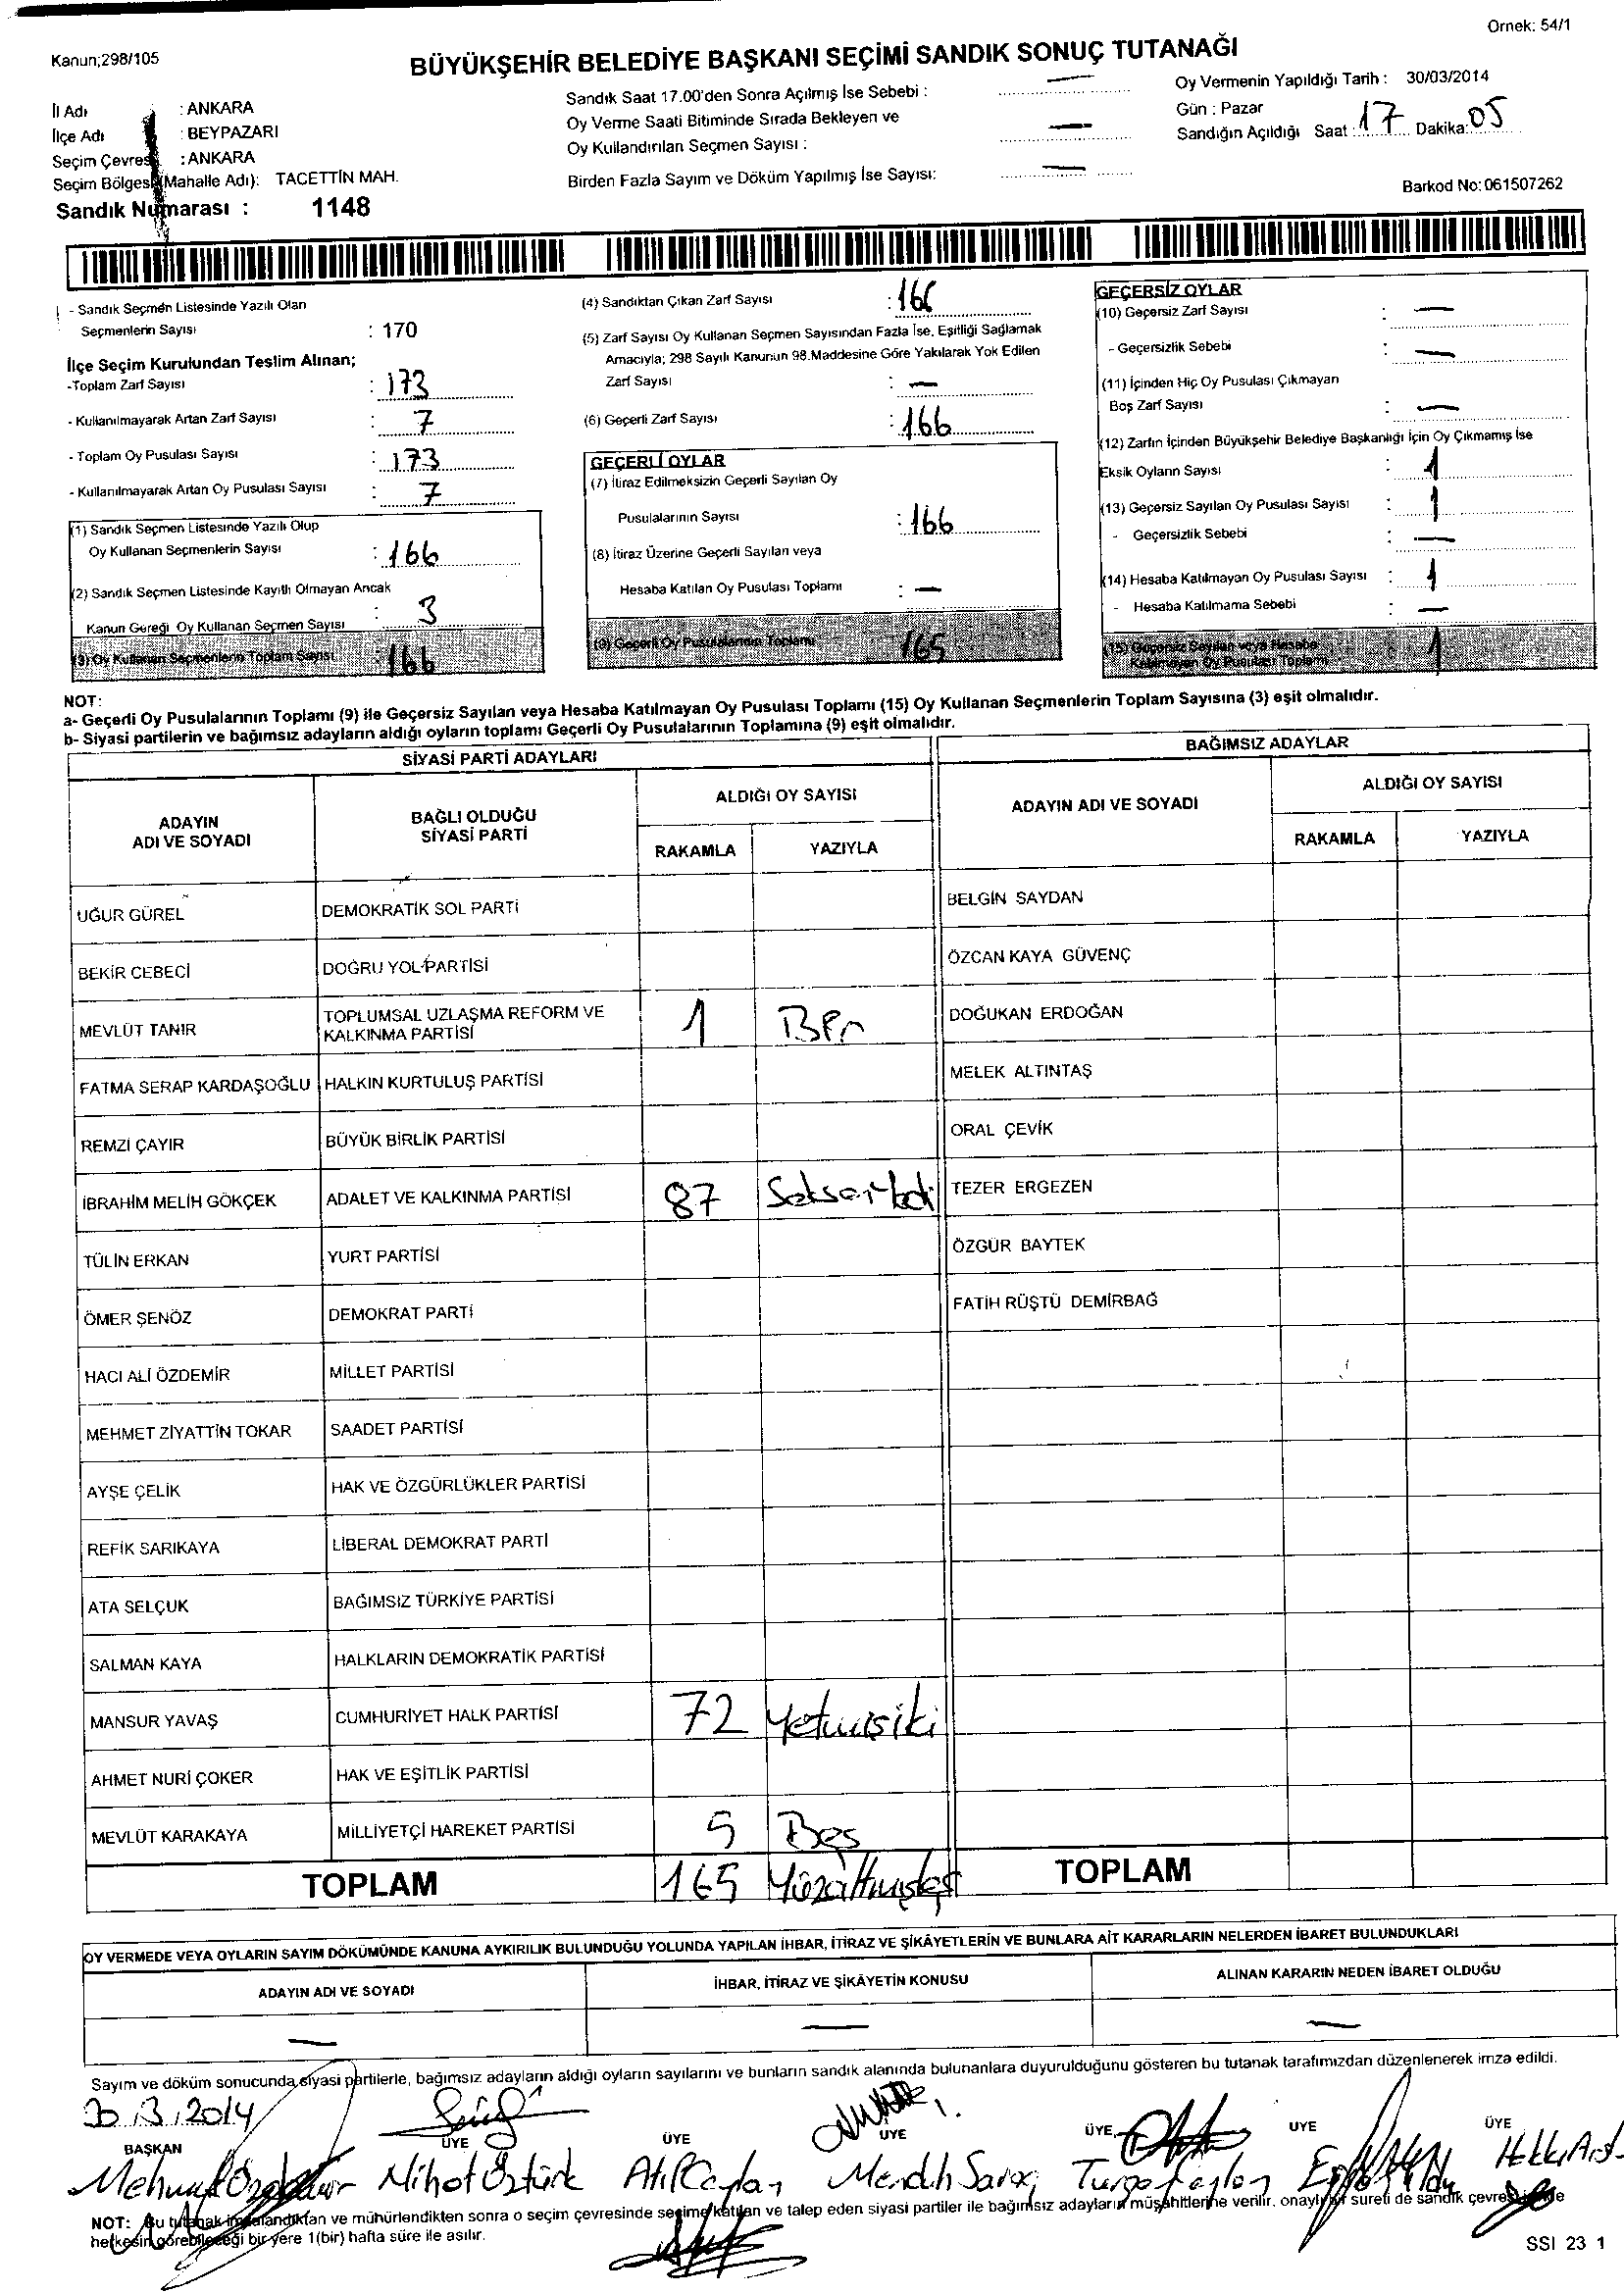 Örnek: 54/1
Kanun;298/105
BÜYÜKŞEHİR BELEDİYE BAŞKANI SEÇİMİ SANDIK SONUÇ TUTANAĞI
İl Adı : ANKARA
İlçe Adı : BEYPAZARI
Seçim Çevresi : ANKARA
Seçim Bölgesi (Mahalle Adı): TACETTİN MAH.
Sandık Numarası : 1148
Sandık Saat 17.00'den Sonra Açılmış İse Sebebi : —
Oy Verme Saati Bitiminde Sırada Bekleyen ve
Oy Kullandırılan Seçmen Sayısı : —
Birden Fazla Sayım ve Döküm Yapılmış İse Sayısı: —
Oy Vermenin Yapıldığı Tarih : 30/03/2014
Gün : Pazar
Sandığın Açıldığı Saat : 17 Dakika: 05
Barkod No: 061507262
- Sandık Seçmen Listesinde Yazılı Olan
Seçmenlerin Sayısı : 170
İlçe Seçim Kurulundan Teslim Alınan;
-Toplam Zarf Sayısı : 173
- Kullanılmayarak Artan Zarf Sayısı : 7
- Toplam Oy Pusulası Sayısı : 173
- Kullanılmayarak Artan Oy Pusulası Sayısı : 7
(1) Sandık Seçmen Listesinde Yazılı Olup
Oy Kullanan Seçmenlerin Sayısı : 166
(2) Sandık Seçmen Listesinde Kayıtlı Olmayan Ancak
Kanun Gereği Oy Kullanan Seçmen Sayısı : 3
(3) Oy Kullanan Seçmenlerin Toplam Sayısı : 166
(4) Sandıktan Çıkan Zarf Sayısı : 166
(5) Zarf Sayısı Oy Kullanan Seçmen Sayısından Fazla İse, Eşitliği Sağlamak
Amacıyla; 298 Sayılı Kanunun 98.Maddesine Göre Yakılarak Yok Edilen
Zarf Sayısı : —
(6) Geçerli Zarf Sayısı : 166
GEÇERLİ OYLAR
(7) İtiraz Edilmeksizin Geçerli Sayılan Oy
Pusulalarının Sayısı : 166
(8) İtiraz Üzerine Geçerli Sayılan veya
Hesaba Katılan Oy Pusulası Toplamı : —
(9) Geçerli Oy Pusulalarının Toplamı 165
GEÇERSİZ OYLAR
(10) Geçersiz Zarf Sayısı : —
- Geçersizlik Sebebi : —
(11) İçinden Hiç Oy Pusulası Çıkmayan
Boş Zarf Sayısı : —
(12) Zarfın İçinden Büyükşehir Belediye Başkanlığı İçin Oy Çıkmamış İse
Eksik Oyların Sayısı : 1
(13) Geçersiz Sayılan Oy Pusulası Sayısı : 1
- Geçersizlik Sebebi : —
(14) Hesaba Katılmayan Oy Pusulası Sayısı : 1
- Hesaba Katılmama Sebebi : —
(15) Geçersiz Sayılan veya Hesaba
Katılmayan Oy Pusulası Toplamı 1
NOT:
a- Geçerli Oy Pusulalarının Toplamı (9) ile Geçersiz Sayılan veya Hesaba Katılmayan Oy Pusulası Toplamı (15) Oy Kullanan Seçmenlerin Toplam Sayısına (3) eşit olmalıdır.
b- Siyasi partilerin ve bağımsız adayların aldığı oyların toplamı Geçerli Oy Pusulalarının Toplamına (9) eşit olmalıdır.
SİYASİ PARTİ ADAYLARI
ADAYIN
ADI VE SOYADI
BAĞLI OLDUĞU
SİYASİ PARTİ
ALDIĞI OY SAYISI
RAKAMLA YAZIYLA
UĞUR GÜREL DEMOKRATİK SOL PARTİ
BEKİR CEBECİ DOĞRU YOL PARTİSİ
MEVLÜT TANIR TOPLUMSAL UZLAŞMA REFORM VE
KALKINMA PARTİSİ 1 Bir
FATMA SERAP KARDAŞOĞLU HALKIN KURTULUŞ PARTİSİ
REMZİ ÇAYIR BÜYÜK BİRLİK PARTİSİ
İBRAHİM MELİH GÖKÇEK ADALET VE KALKINMA PARTİSİ 87 Seksenyedi
TÜLİN ERKAN YURT PARTİSİ
ÖMER ŞENÖZ DEMOKRAT PARTİ
HACI ALİ ÖZDEMİR MİLLET PARTİSİ
MEHMET ZİYATTİN TOKAR SAADET PARTİSİ
AYŞE ÇELİK HAK VE ÖZGÜRLÜKLER PARTİSİ
REFİK SARIKAYA LİBERAL DEMOKRAT PARTİ
ATA SELÇUK BAĞIMSIZ TÜRKİYE PARTİSİ
SALMAN KAYA HALKLARIN DEMOKRATİK PARTİSİ
MANSUR YAVAŞ CUMHURİYET HALK PARTİSİ 72 Yetmişiki
AHMET NURİ ÇOKER HAK VE EŞİTLİK PARTİSİ
MEVLÜT KARAKAYA MİLLİYETÇİ HAREKET PARTİSİ 5 Beş
TOPLAM 165 Yüzaltmışbeş
BAĞIMSIZ ADAYLAR
ADAYIN ADI VE SOYADI
ALDIĞI OY SAYISI
RAKAMLA YAZIYLA
BELGİN SAYDAN
ÖZCAN KAYA GÜVENÇ
DOĞUKAN ERDOĞAN
MELEK ALTINTAŞ
ORAL ÇEVİK
TEZER ERGEZEN
ÖZGÜR BAYTEK
FATİH RÜŞTÜ DEMİRBAĞ
TOPLAM
OY VERMEDE VEYA OYLARIN SAYIM DÖKÜMÜNDE KANUNA AYKIRILIK BULUNDUĞU YOLUNDA YAPILAN İHBAR, İTİRAZ VE ŞİKÂYETLERİN VE BUNLARA AİT KARARLARIN NELERDEN İBARET BULUNDUKLARI
ADAYIN ADI VE SOYADI İHBAR, İTİRAZ VE ŞİKÂYETİN KONUSU ALINAN KARARIN NEDEN İBARET OLDUĞU
— — —
Sayım ve döküm sonucunda siyasi partilerle, bağımsız adayların aldığı oyların sayılarını ve bunların sandık alanında bulunanlara duyurulduğunu gösteren bu tutanak tarafımızdan düzenlenerek imza edildi.
30.3.2014
BAŞKAN ÜYE ÜYE ÜYE ÜYE ÜYE ÜYE
Nihat Öztürk
NOT: Bu tutanak imzalandıktan ve mühürlendikten sonra o seçim çevresinde seçime katılan ve talep eden siyasi partiler ile bağımsız adayların müşahitlerine verilir, onaylı bir sureti de sandık çevresinde
herkesin görebileceği bir yere 1(bir) hafta süre ile asılır.
SSI 23 1